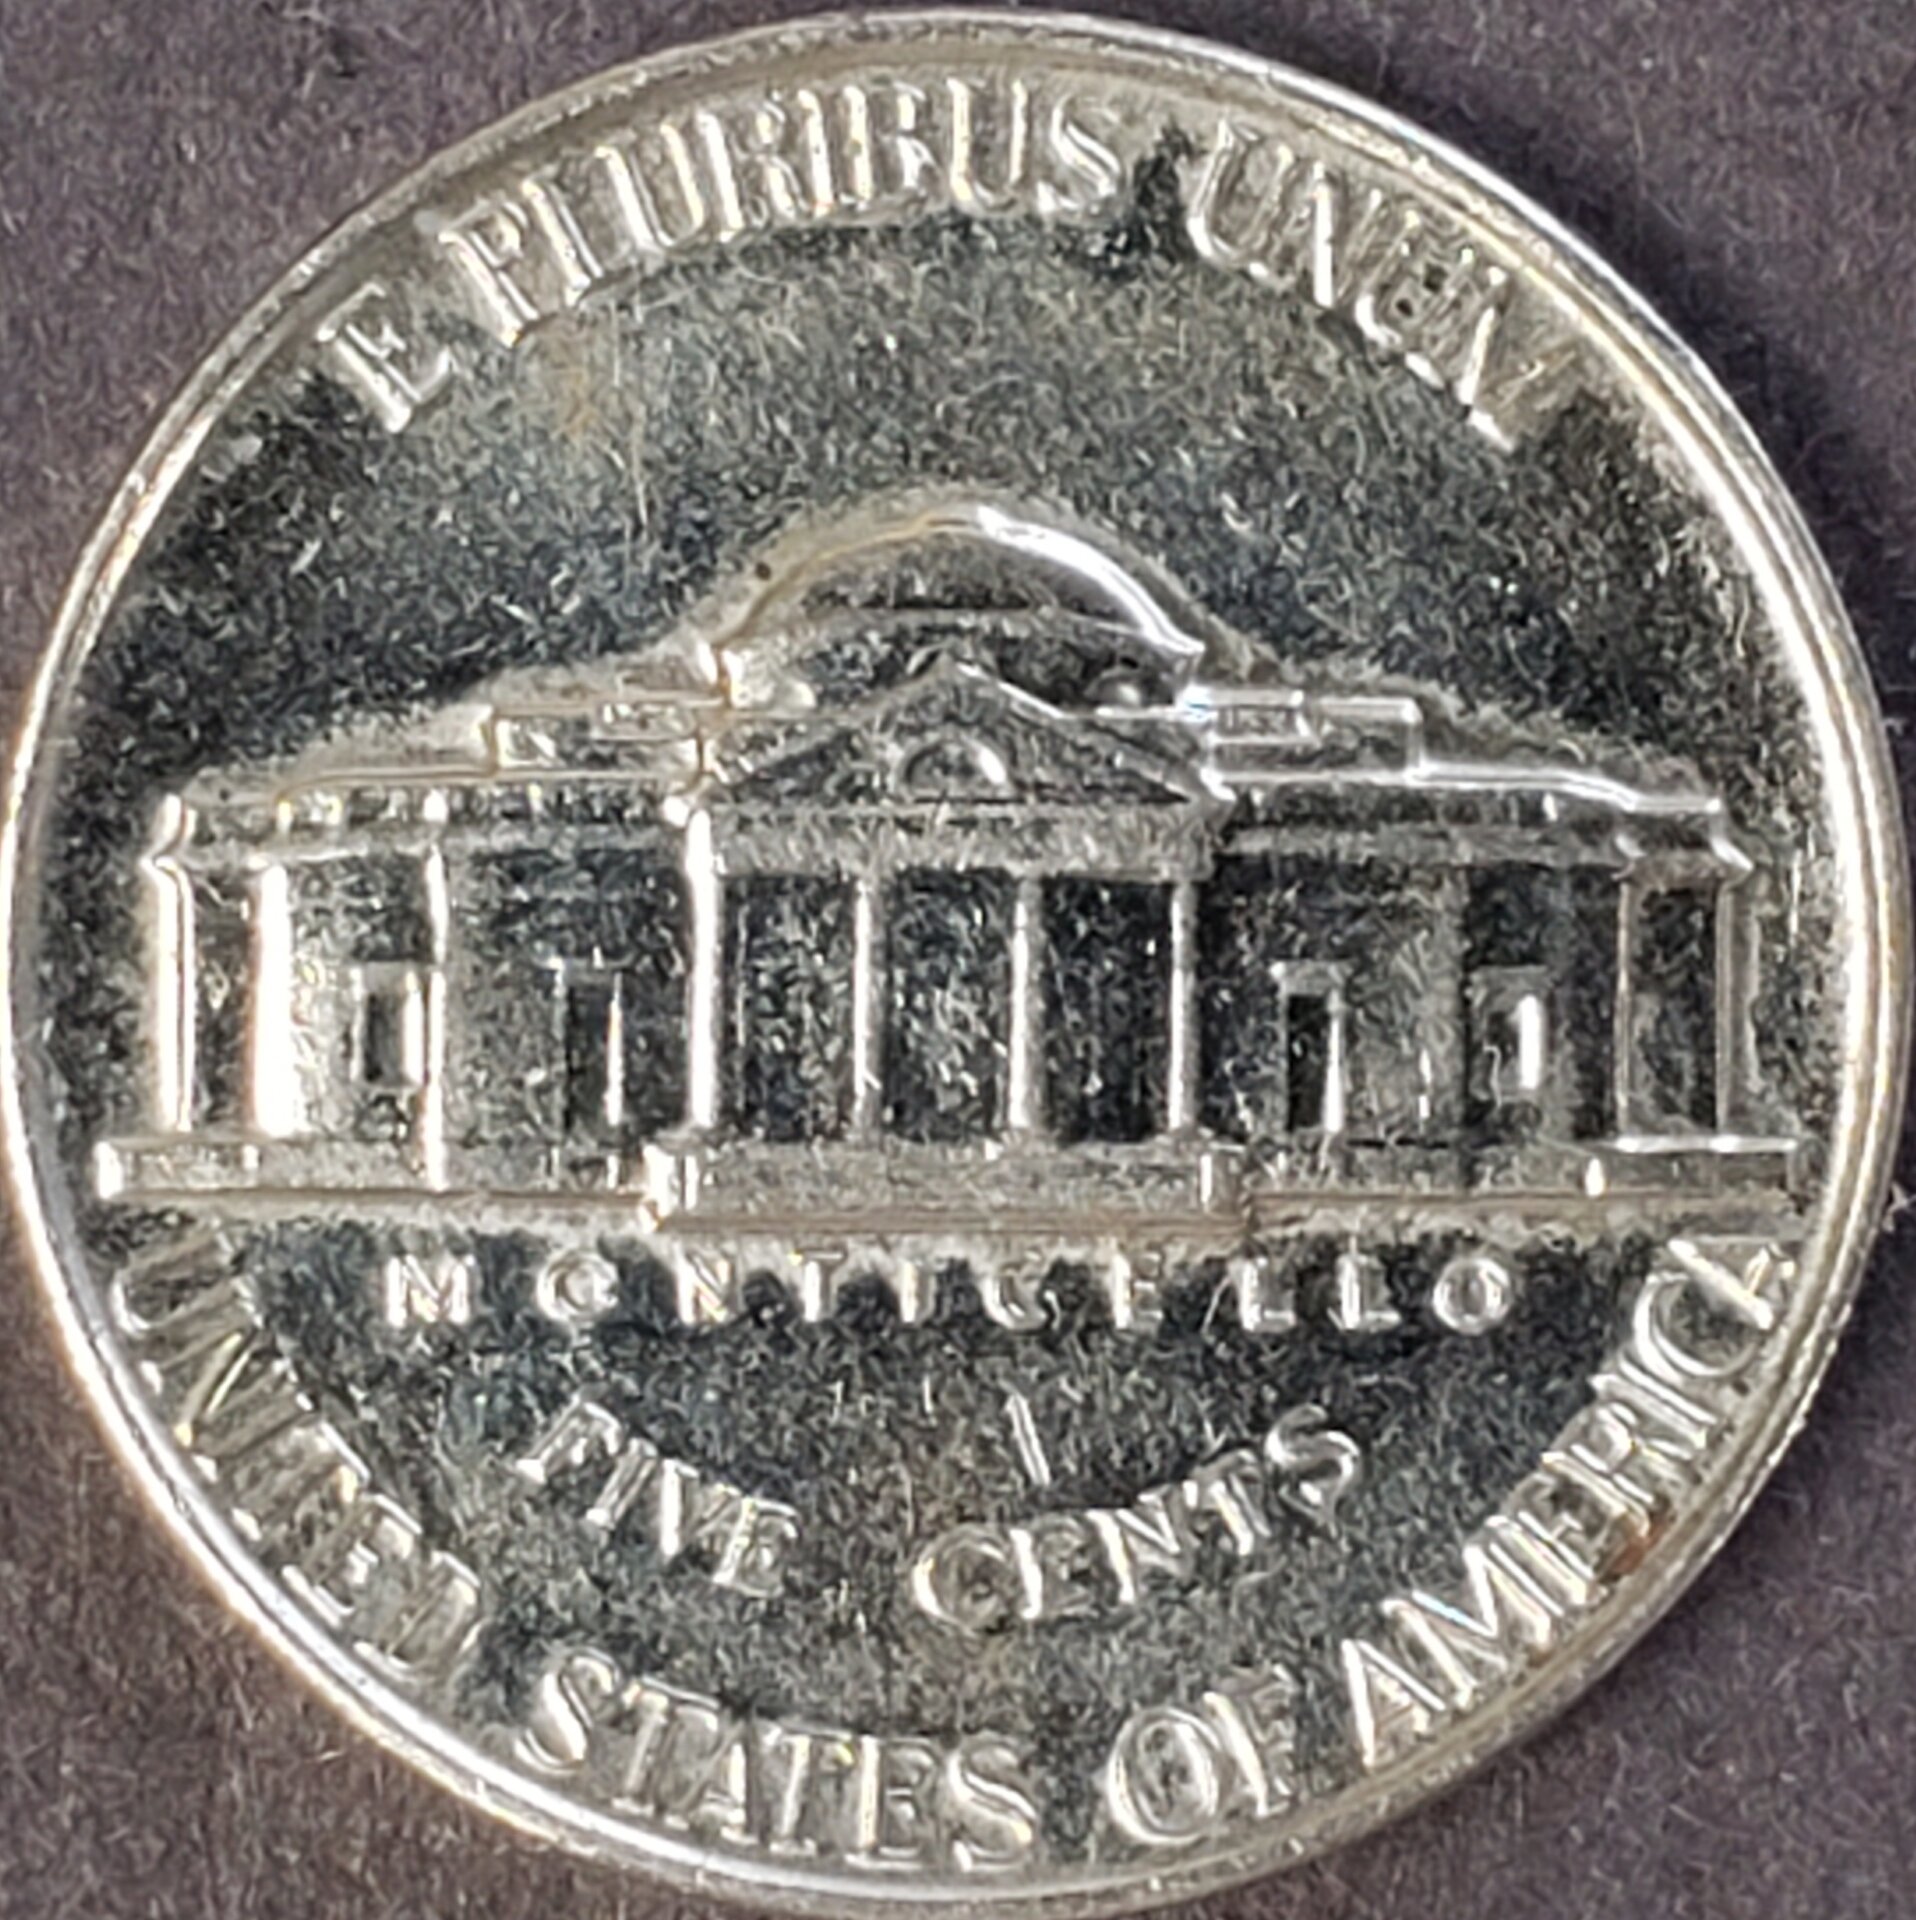 E PLURIBUS UNUM
MONTICELLO
FIVE CENTS
UNITED STATES OF AMERICA